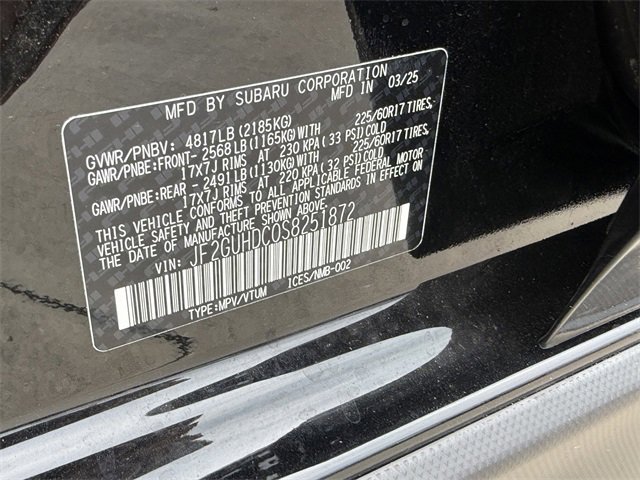 MFD BY SUBARU CORPORATION
MFD IN 03/25
GVWR/PNBV: 4817LB(2185KG)
GAWR/PNBE:FRONT-2568LB(1165KG)WITH 225/60R17 TIRES,
17X7J RIMS AT 230 KPA(33 PSI)COLD
GAWR/PNBE:REAR -2491LB(1130KG)WITH 225/60R17 TIRES,
17X7J RIMS AT 220 KPA(32 PSI)COLD
THIS VEHICLE CONFORMS TO ALL APPLICABLE FEDERAL MOTOR
VEHICLE SAFETY AND THEFT PREVENTION STANDARDS IN EFFECT
ON THE DATE OF MANUFACTURE SHOWN ABOVE.
VIN: JF2GUHDC0S8251872
TYPE:MPV/VTUM ICES/NMB-002